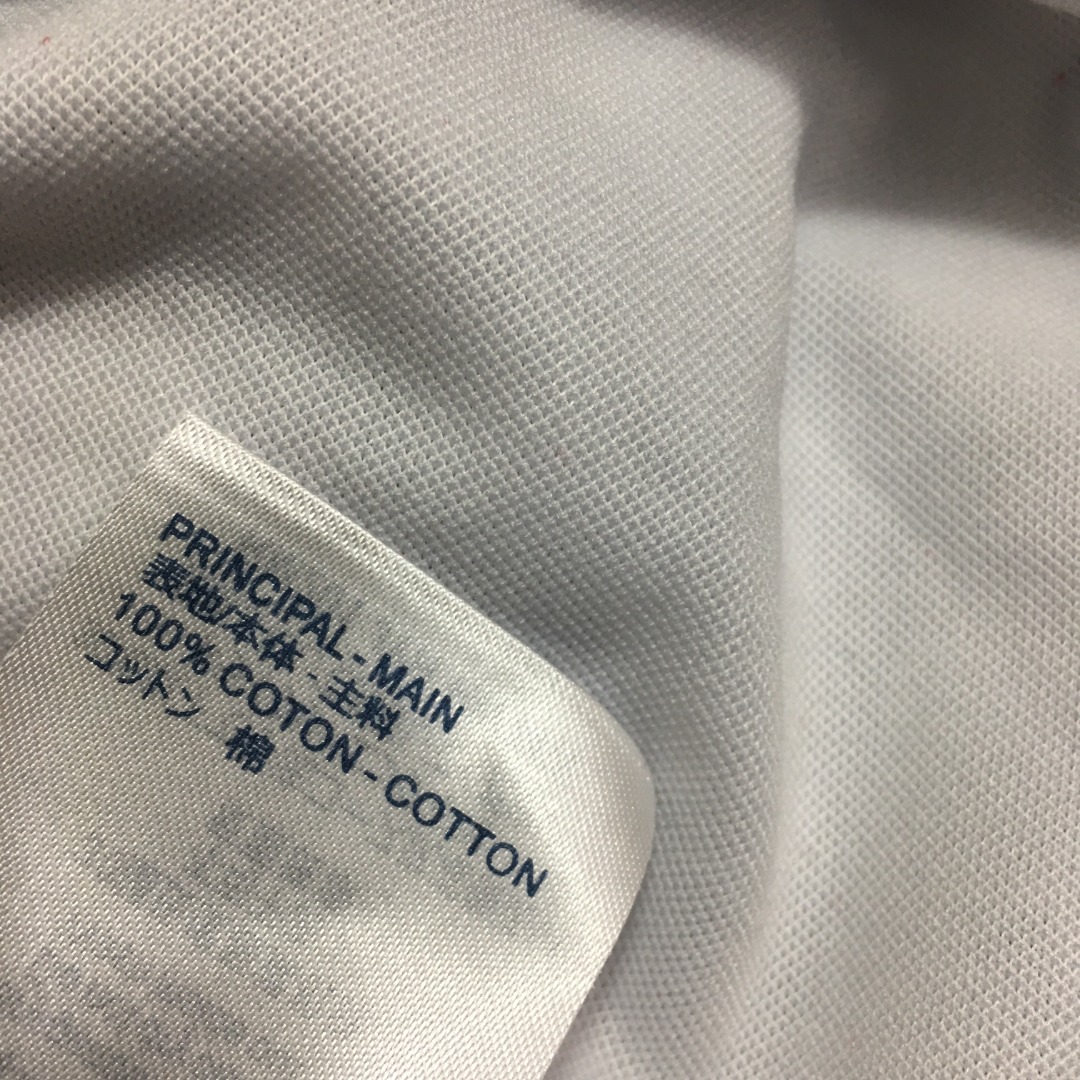 PRINCIPAL - MAIN
表地/本体 - 主料
100% COTON - COTTON
コットン 棉